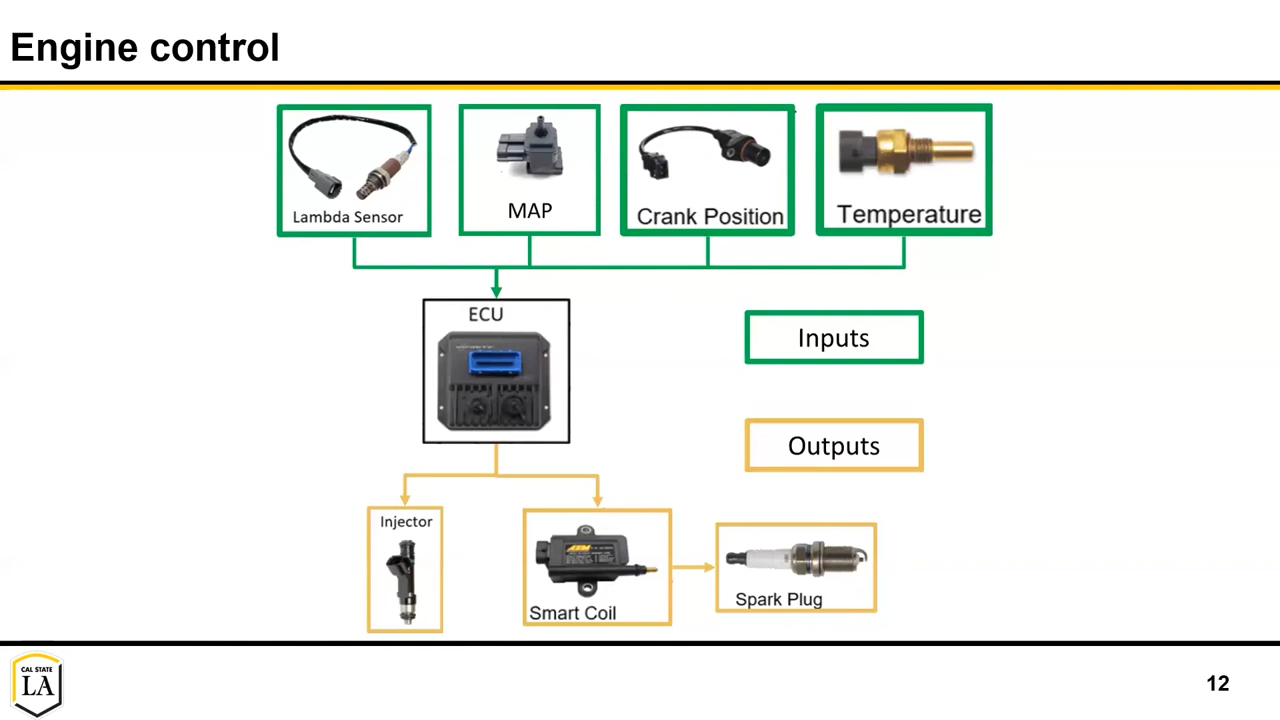 Engine control
Lambda Sensor
MAP
Crank Position
Temperature
ECU
Inputs
Outputs
Injector
AEM
Smart Coil
Spark Plug
CAL STATE
LA
12